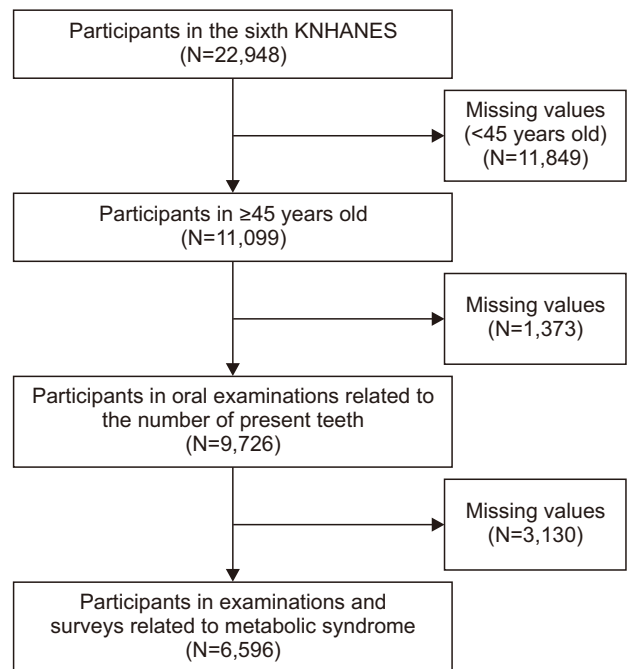 Participants in the sixth KNHANES
(N=22,948)
Missing values
(<45 years old)
(N=11,849)
Participants in ≥45 years old
(N=11,099)
Missing values
(N=1,373)
Participants in oral examinations related to
the number of present teeth
(N=9,726)
Missing values
(N=3,130)
Participants in examinations and
surveys related to metabolic syndrome
(N=6,596)